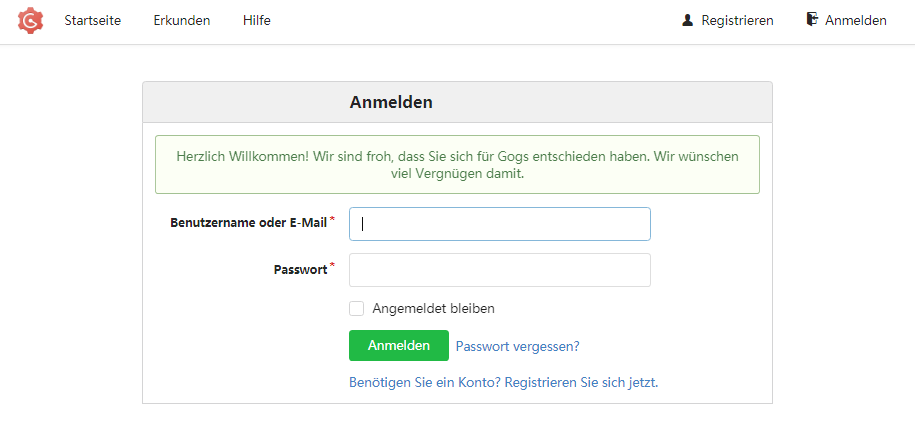 Startseite Erkunden Hilfe Registrieren Anmelden
Anmelden
Herzlich Willkommen! Wir sind froh, dass Sie sich für Gogs entschieden haben. Wir wünschen
viel Vergnügen damit.
Benutzername oder E-Mail*
Passwort*
Angemeldet bleiben
Anmelden Passwort vergessen?
Benötigen Sie ein Konto? Registrieren Sie sich jetzt.